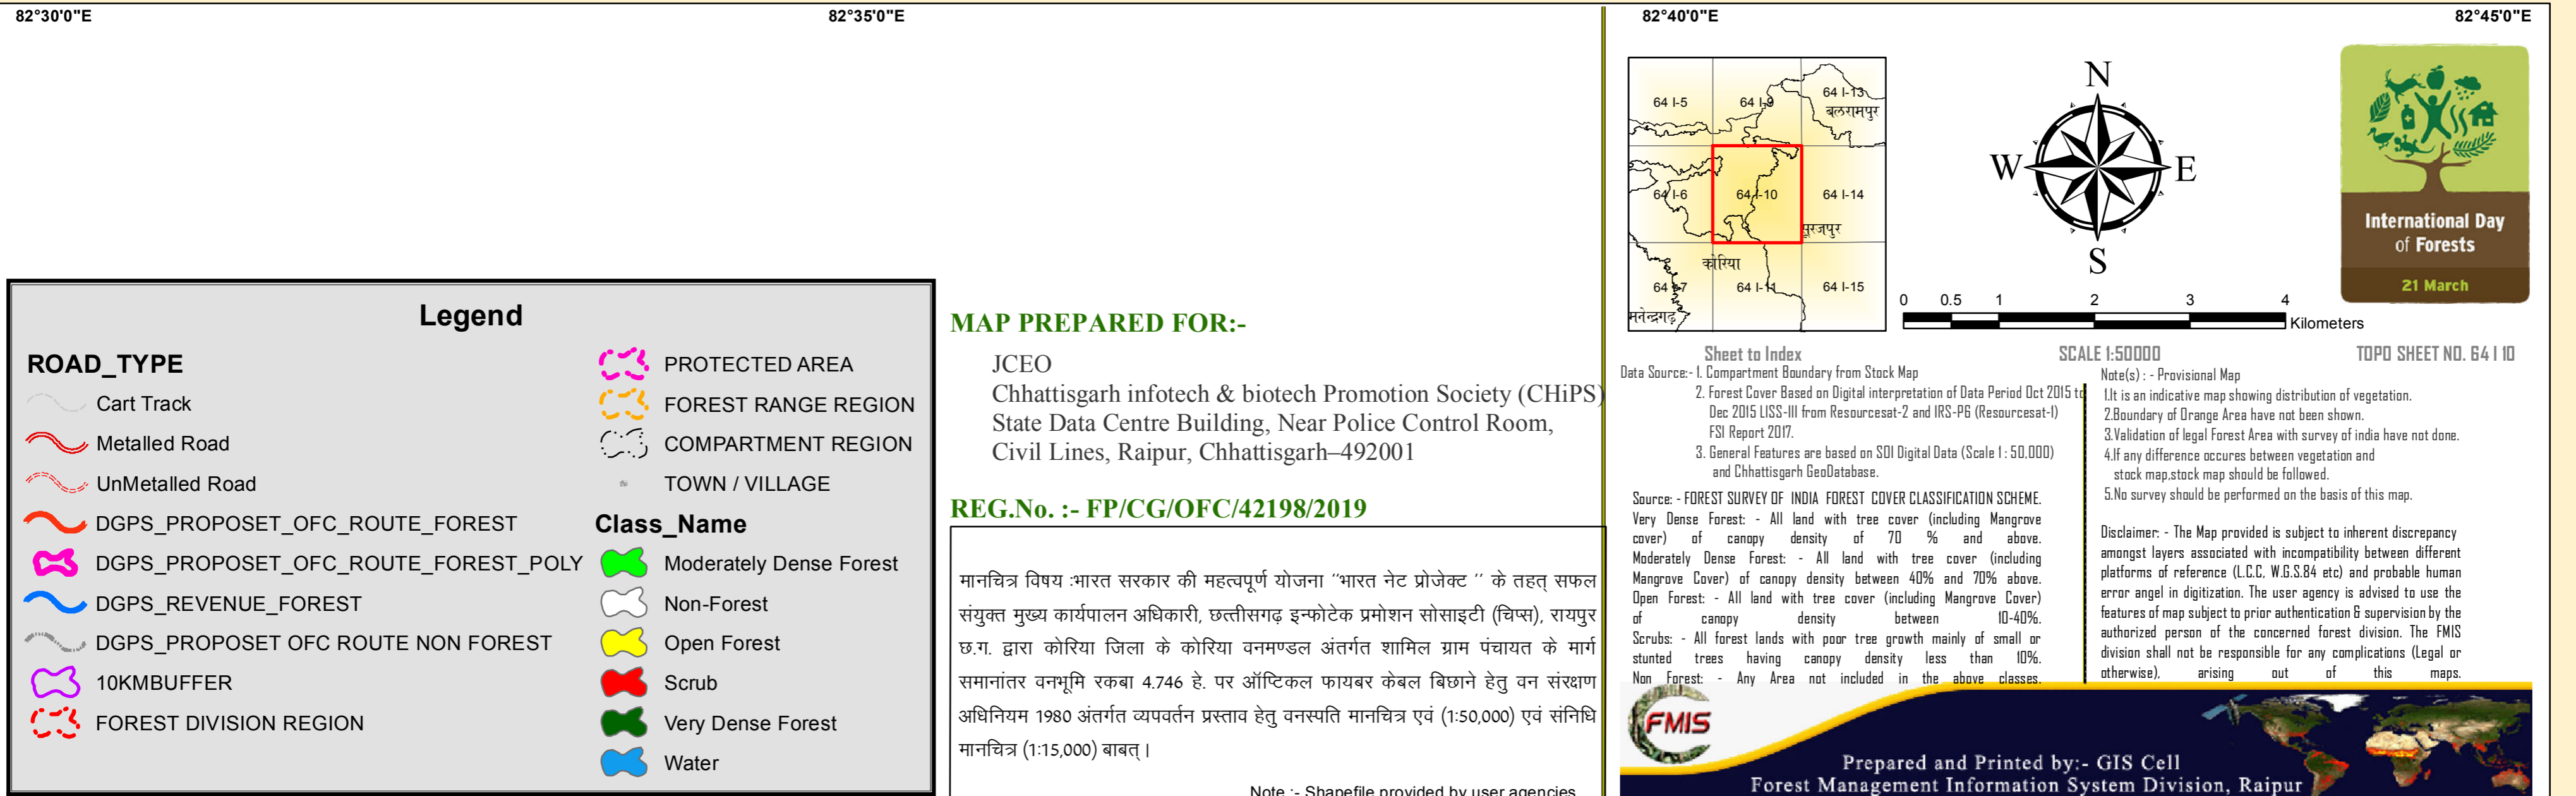 82°30'0"E
82°35'0"E
82°40'0"E
82°45'0"E
Legend
ROAD_TYPE
Cart Track
Metalled Road
UnMetalled Road
DGPS_PROPOSET_OFC_ROUTE_FOREST
DGPS_PROPOSET_OFC_ROUTE_FOREST_POLY
DGPS_REVENUE_FOREST
DGPS_PROPOSET OFC ROUTE NON FOREST
10KMBUFFER
FOREST DIVISION REGION
PROTECTED AREA
FOREST RANGE REGION
COMPARTMENT REGION
TOWN / VILLAGE
Class_Name
Moderately Dense Forest
Non-Forest
Open Forest
Scrub
Very Dense Forest
Water
MAP PREPARED FOR:-
JCEO
Chhattisgarh infotech & biotech Promotion Society (CHiPS)
State Data Centre Building, Near Police Control Room,
Civil Lines, Raipur, Chhattisgarh–492001
REG.No. :- FP/CG/OFC/42198/2019
मानचित्र विषय :भारत सरकार की महत्वपूर्ण योजना "भारत नेट प्रोजेक्ट " के तहत् सफल
संयुक्त मुख्य कार्यपालन अधिकारी, छत्तीसगढ़ इन्फोटेक प्रमोशन सोसाइटी (चिप्स), रायपुर
छ.ग. द्वारा कोरिया जिला के कोरिया वनमण्डल अंतर्गत शामिल ग्राम पंचायत के मार्ग
समानांतर वनभूमि रकबा 4.746 हे. पर ऑप्टिकल फायबर केबल बिछाने हेतु वन संरक्षण
अधिनियम 1980 अंतर्गत व्यपवर्तन प्रस्ताव हेतु वनस्पति मानचित्र एवं (1:50,000) एवं संनिधि
मानचित्र (1:15,000) बाबत् ।
Note :- Shapefile provided by user agencies
64 I-5
64 I-9
64 I-13
बलरामपुर
64 I-6
64 I-10
64 I-14
सूरजपुर
कोरिया
64 I-7
64 I-11
64 I-15
मनेन्द्रगढ़
N
W
E
S
0 0.5 1 2 3 4
Kilometers
International Day
of Forests
21 March
Sheet to Index
SCALE 1:50000
TOPO SHEET NO. 64 I 10
Data Source:- 1. Compartment Boundary from Stock Map
2. Forest Cover Based on Digital interpretation of Data Period Oct 2015 to
Dec 2015 LISS-III from Resourcesat-2 and IRS-P6 (Resourcesat-1)
FSI Report 2017.
3. General Features are based on SOI Digital Data (Scale 1 : 50,000)
and Chhattisgarh GeoDatabase.
Source: - FOREST SURVEY OF INDIA FOREST COVER CLASSIFICATION SCHEME.
Very Dense Forest: - All land with tree cover (including Mangrove
cover) of canopy density of 70 % and above.
Moderately Dense Forest: - All land with tree cover (including
Mangrove Cover) of canopy density between 40% and 70% above.
Open Forest: - All land with tree cover (including Mangrove Cover)
of canopy density between 10-40%.
Scrubs: - All forest lands with poor tree growth mainly of small or
stunted trees having canopy density less than 10%.
Non Forest: - Any Area not included in the above classes.
Note(s) : - Provisional Map
1.It is an indicative map showing distribution of vegetation.
2.Boundary of Orange Area have not been shown.
3.Validation of legal Forest Area with survey of india have not done.
4.If any difference occures between vegetation and
stock map,stock map should be followed.
5.No survey should be performed on the basis of this map.
Disclaimer: - The Map provided is subject to inherent discrepancy
amongst layers associated with incompatibility between different
platforms of reference (L.C.C, W.G.S.84 etc) and probable human
error angel in digitization. The user agency is advised to use the
features of map subject to prior authentication & supervision by the
authorized person of the concerned forest division. The FMIS
division shall not be responsible for any complications (Legal or
otherwise), arising out of this maps.
FMIS
Prepared and Printed by:- GIS Cell
Forest Management Information System Division, Raipur